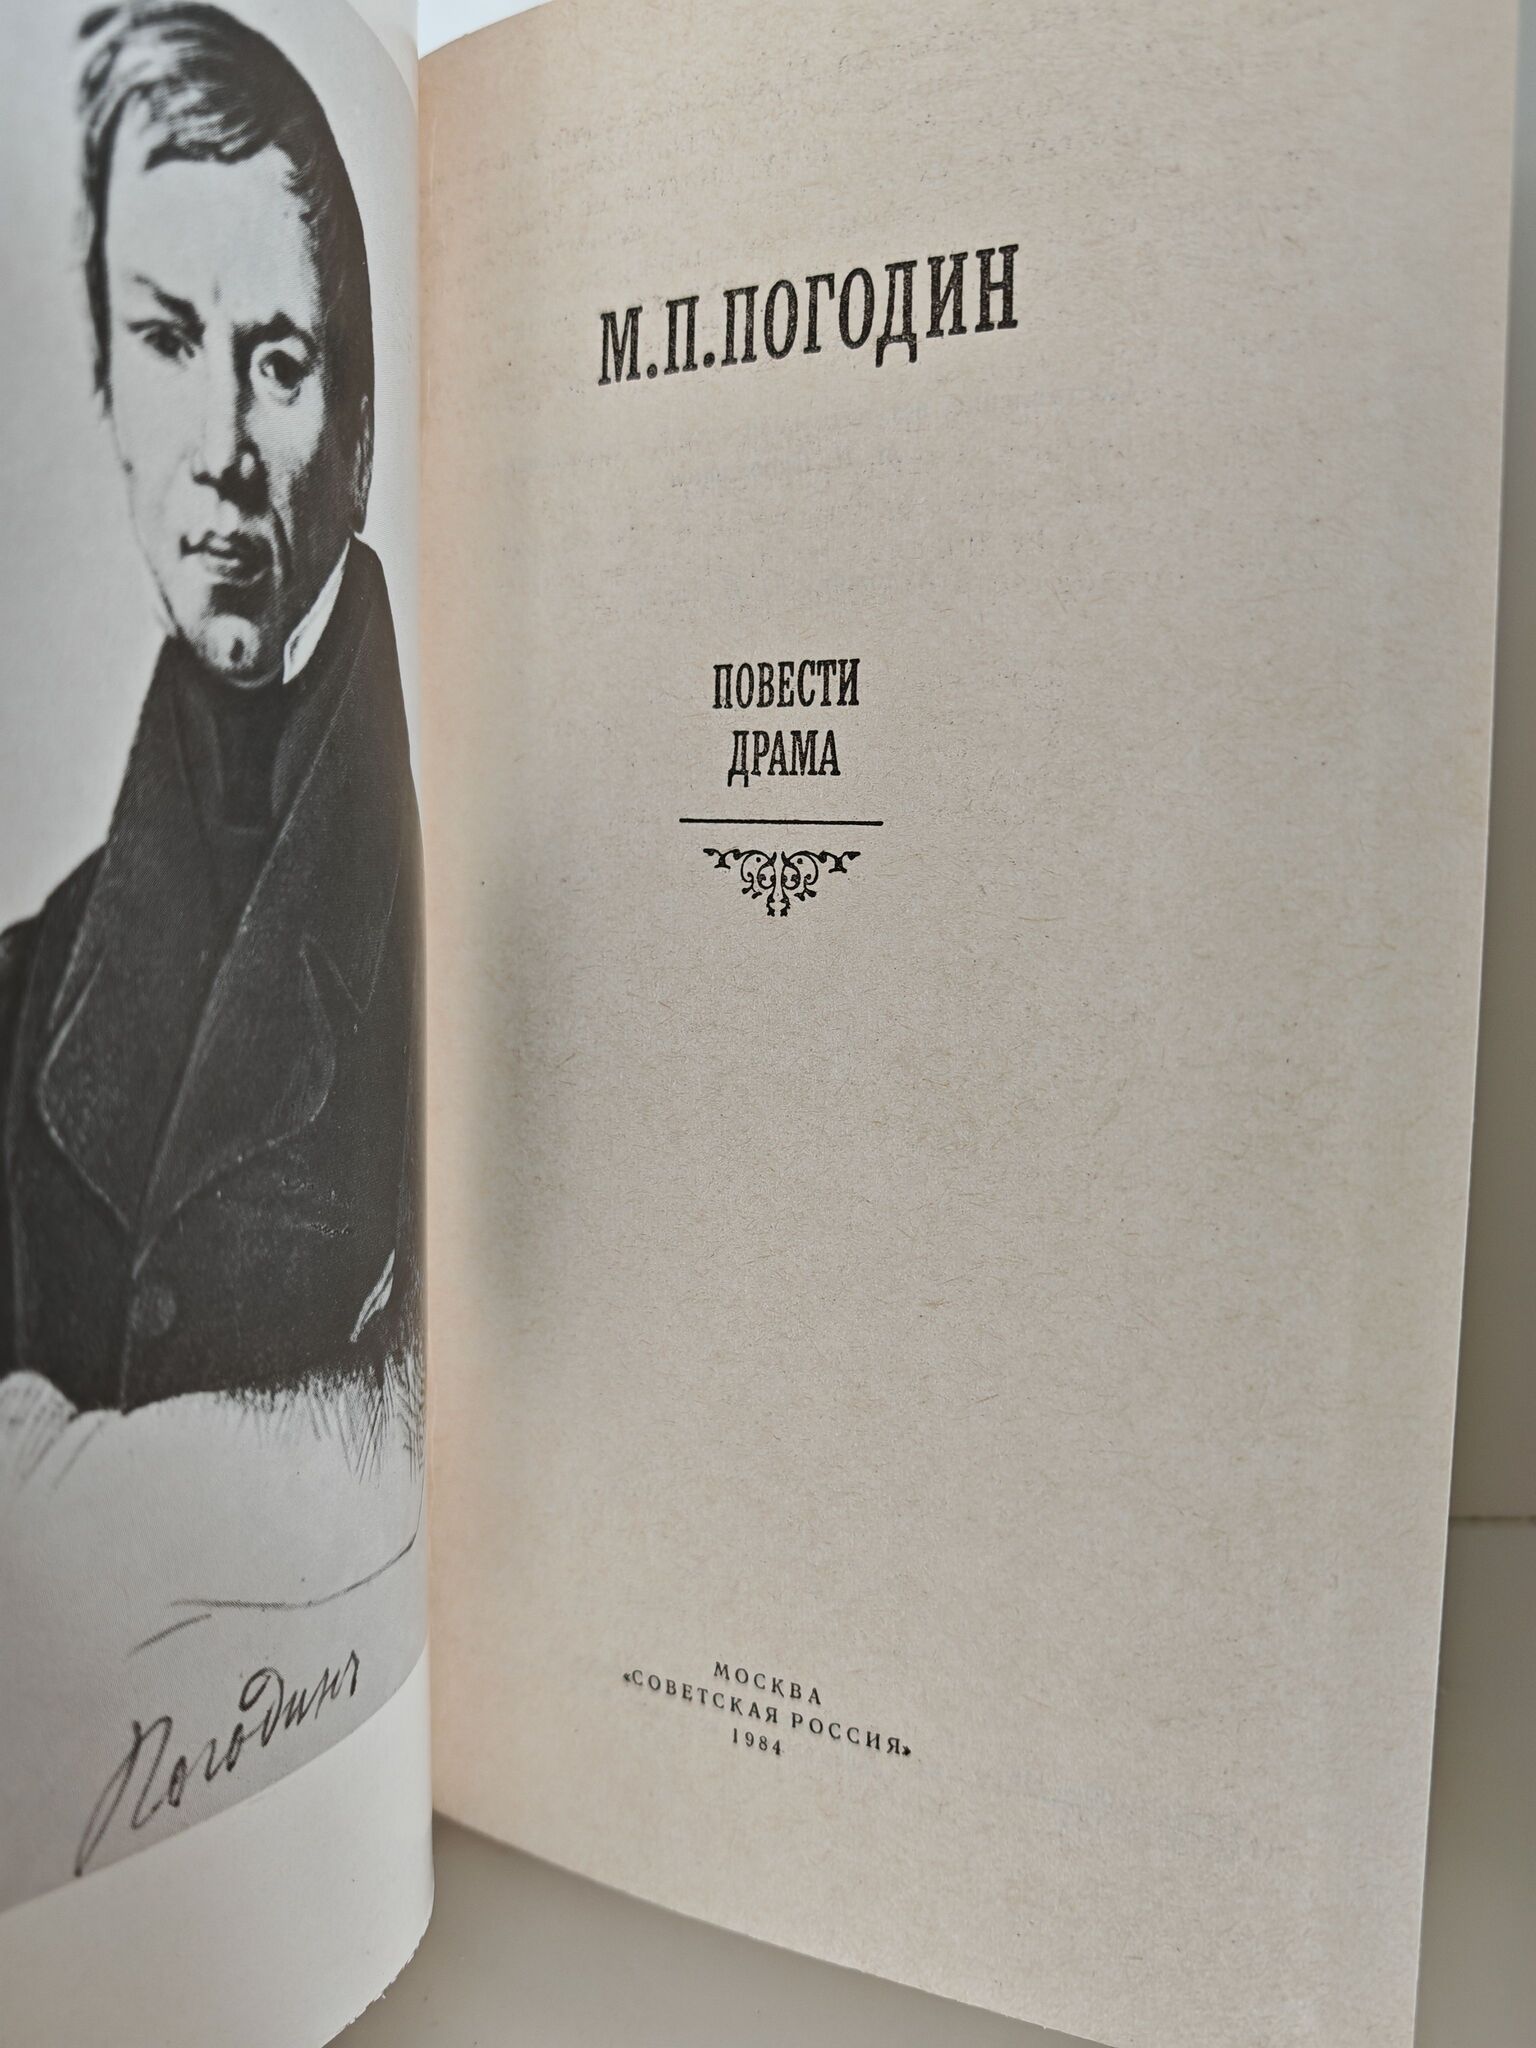 Погодинъ
М.П.ПОГОДИН
ПОВЕСТИ
ДРАМА
МОСКВА
«СОВЕТСКАЯ РОССИЯ»
1984